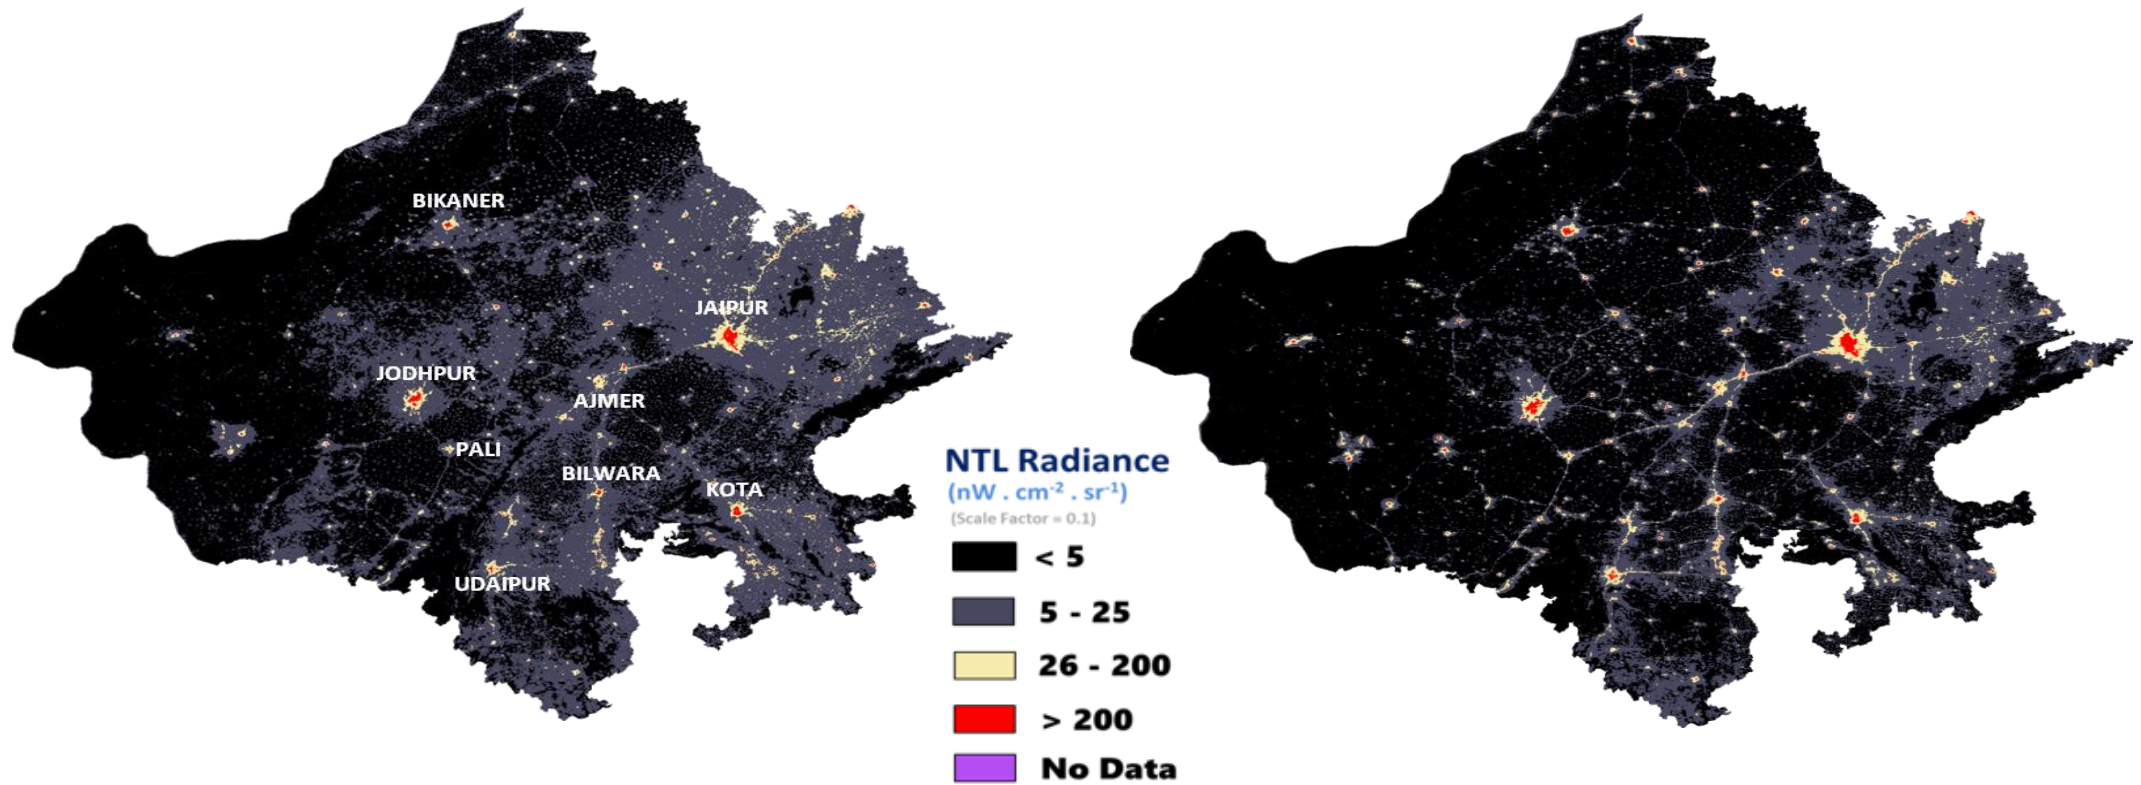 BIKANER
JAIPUR
JODHPUR
AJMER
PALI
BILWARA
KOTA
UDAIPUR
NTL Radiance
(nW . cm⁻² . sr⁻¹)
(Scale Factor = 0.1)
< 5
5 - 25
26 - 200
> 200
No Data